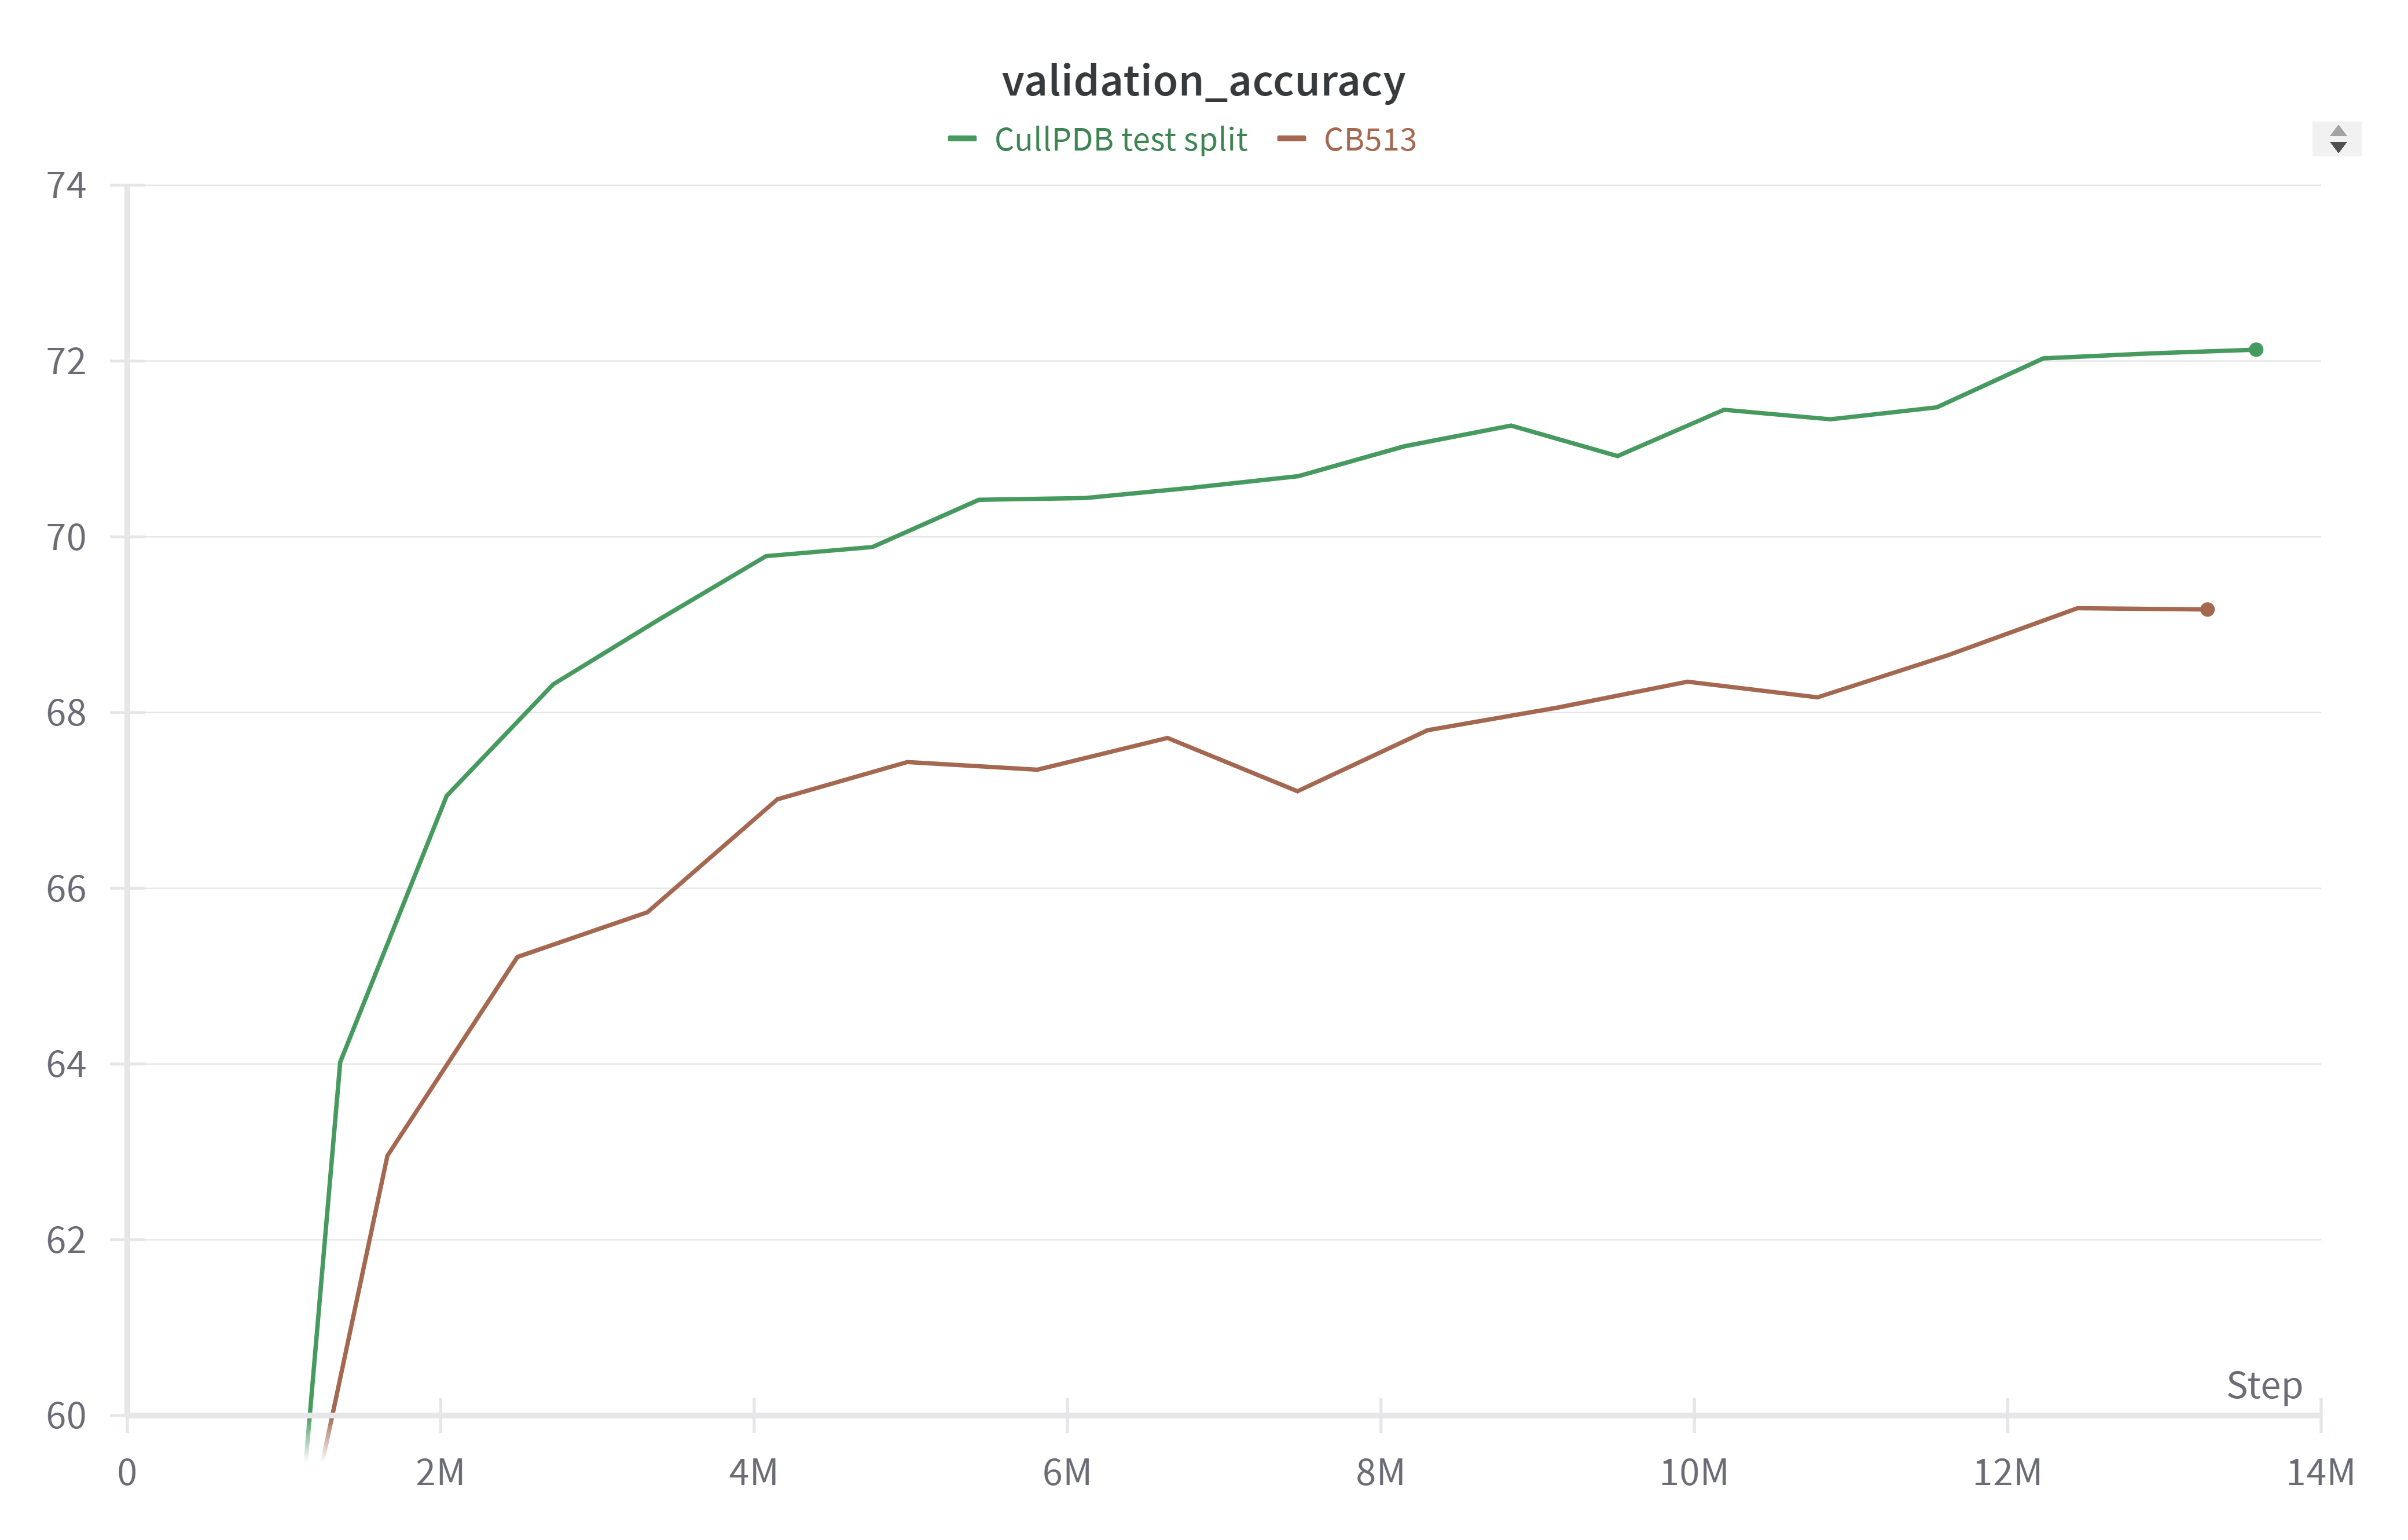 validation_accuracy
CullPDB test split CB513
74
72
70
68
66
64
62
60
Step
0 2M 4M 6M 8M 10M 12M 14M